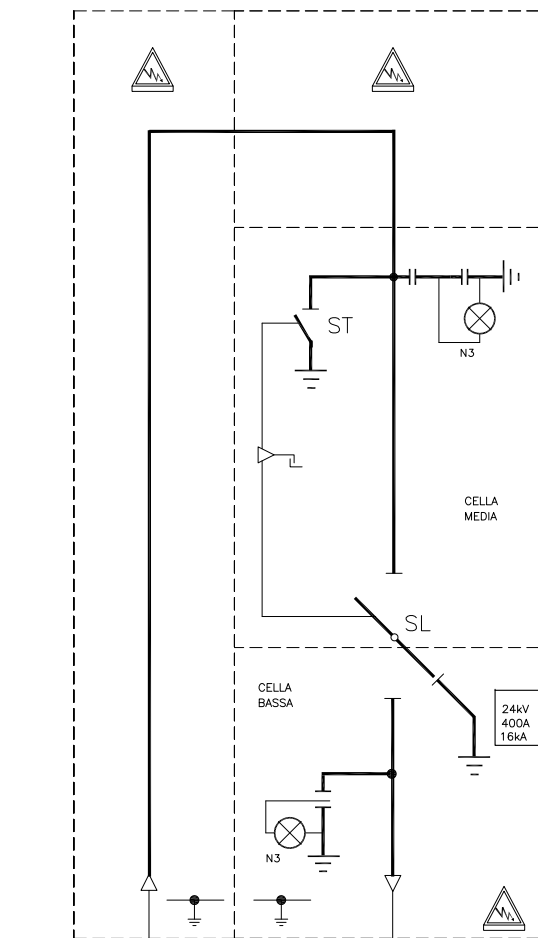 ST
N3
CELLA
MEDIA
SL
CELLA
BASSA
24kV
400A
16kA
N3